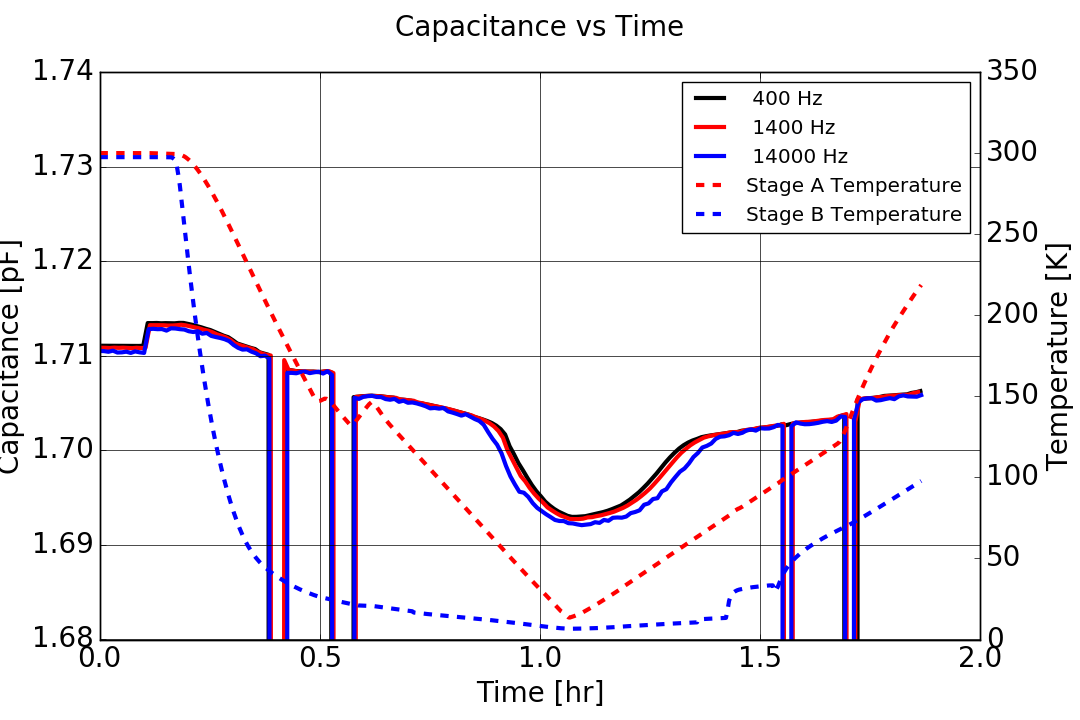 Capacitance vs Time
Capacitance [pF]
1.74
1.73
1.72
1.71
1.70
1.69
1.68
350
300
250
200
150
100
50
0
Temperature [K]
400 Hz
1400 Hz
14000 Hz
Stage A Temperature
Stage B Temperature
0.0 0.5 1.0 1.5 2.0
Time [hr]